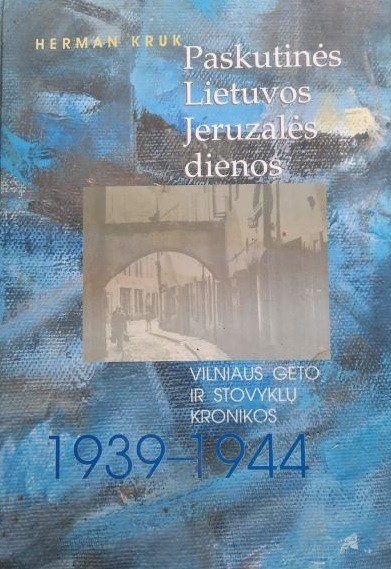 HERMAN KRUK
Paskutinės
Lietuvos
Jeruzalės
dienos
VILNIAUS GETO
IR STOVYKLŲ
KRONIKOS
1939–1944